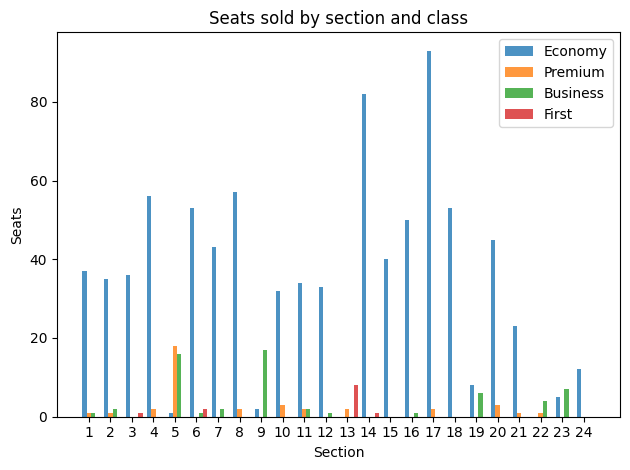 Seats sold by section and class
Economy
Premium
Business
First
Seats
80
60
40
20
0
1 2 3 4 5 6 7 8 9 10 11 12 13 14 15 16 17 18 19 20 21 22 23 24
Section